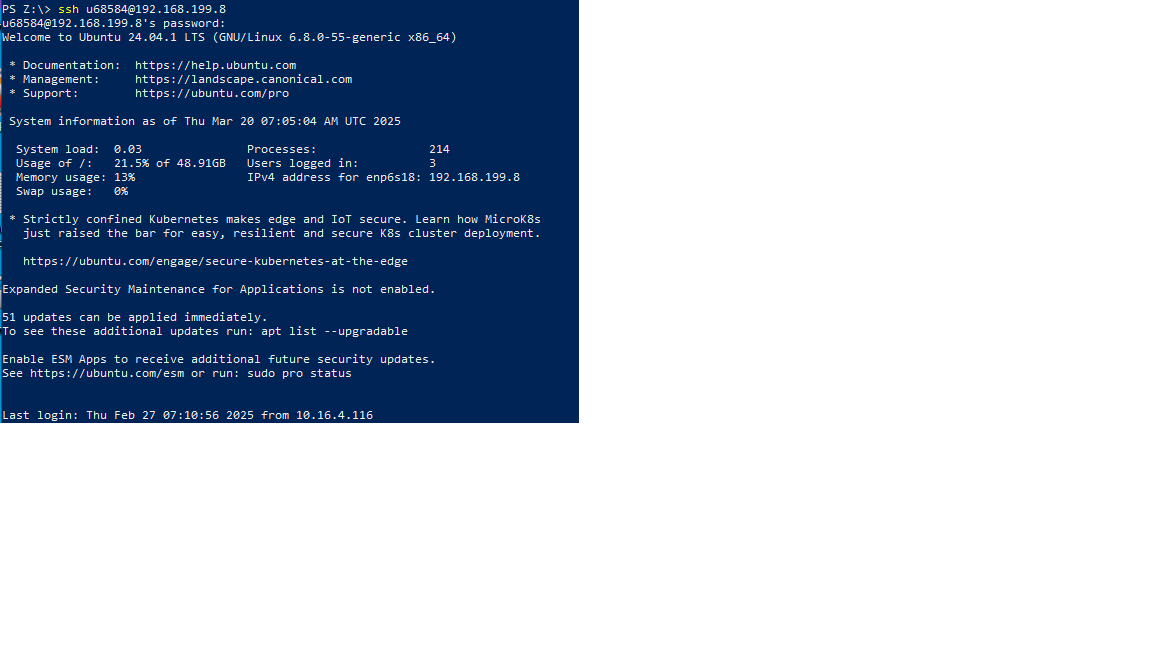 PS Z:\> ssh u68584@192.168.199.8
u68584@192.168.199.8's password:
Welcome to Ubuntu 24.04.1 LTS (GNU/Linux 6.8.0-55-generic x86_64)
* Documentation: https://help.ubuntu.com
* Management: https://landscape.canonical.com
* Support: https://ubuntu.com/pro
System information as of Thu Mar 20 07:05:04 AM UTC 2025
System load: 0.03 Processes: 214
Usage of /: 21.5% of 48.91GB Users logged in: 3
Memory usage: 13% IPv4 address for enp6s18: 192.168.199.8
Swap usage: 0%
* Strictly confined Kubernetes makes edge and IoT secure. Learn how MicroK8s
just raised the bar for easy, resilient and secure K8s cluster deployment.
https://ubuntu.com/engage/secure-kubernetes-at-the-edge
Expanded Security Maintenance for Applications is not enabled.
51 updates can be applied immediately.
To see these additional updates run: apt list --upgradable
Enable ESM Apps to receive additional future security updates.
See https://ubuntu.com/esm or run: sudo pro status
Last login: Thu Feb 27 07:10:56 2025 from 10.16.4.116